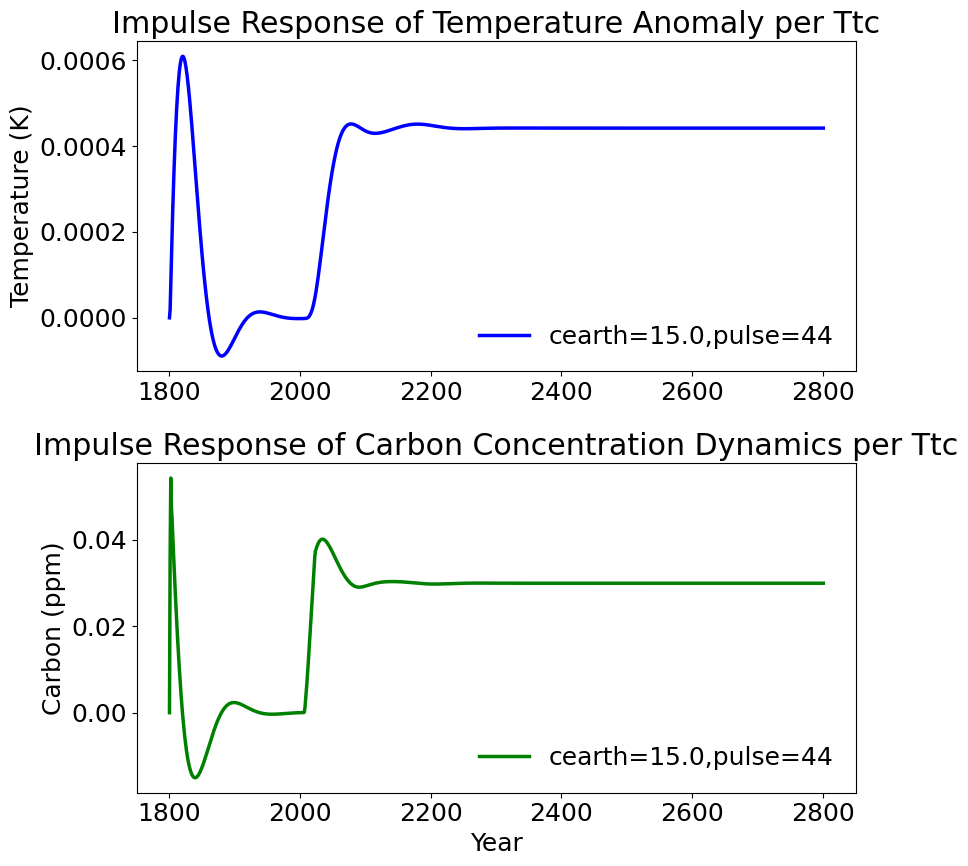 Impulse Response of Temperature Anomaly per Ttc
Temperature (K)
0.0006
0.0004
0.0002
0.0000
cearth=15.0,pulse=44
1800 2000 2200 2400 2600 2800
Impulse Response of Carbon Concentration Dynamics per Ttc
Carbon (ppm)
0.04
0.02
0.00
cearth=15.0,pulse=44
1800 2000 2200 2400 2600 2800
Year